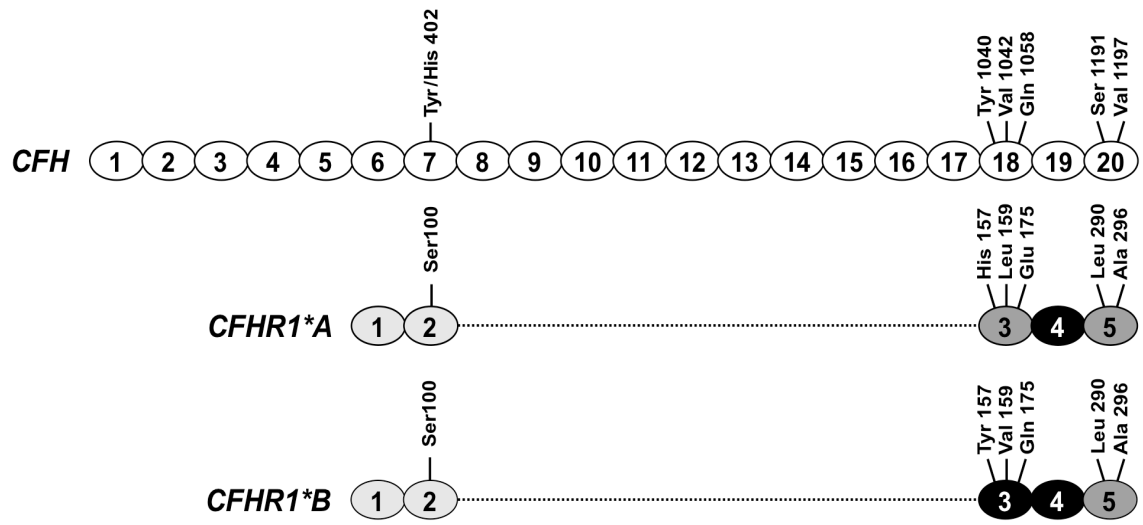 Tyr/His 402
Tyr 1040
Val 1042
Gln 1058
Ser 1191
Val 1197
CFH 1 2 3 4 5 6 7 8 9 10 11 12 13 14 15 16 17 18 19 20
Ser100
His 157
Leu 159
Glu 175
Leu 290
Ala 296
CFHR1*A 1 2 3 4 5
Ser100
Tyr 157
Val 159
Gln 175
Leu 290
Ala 296
CFHR1*B 1 2 3 4 5